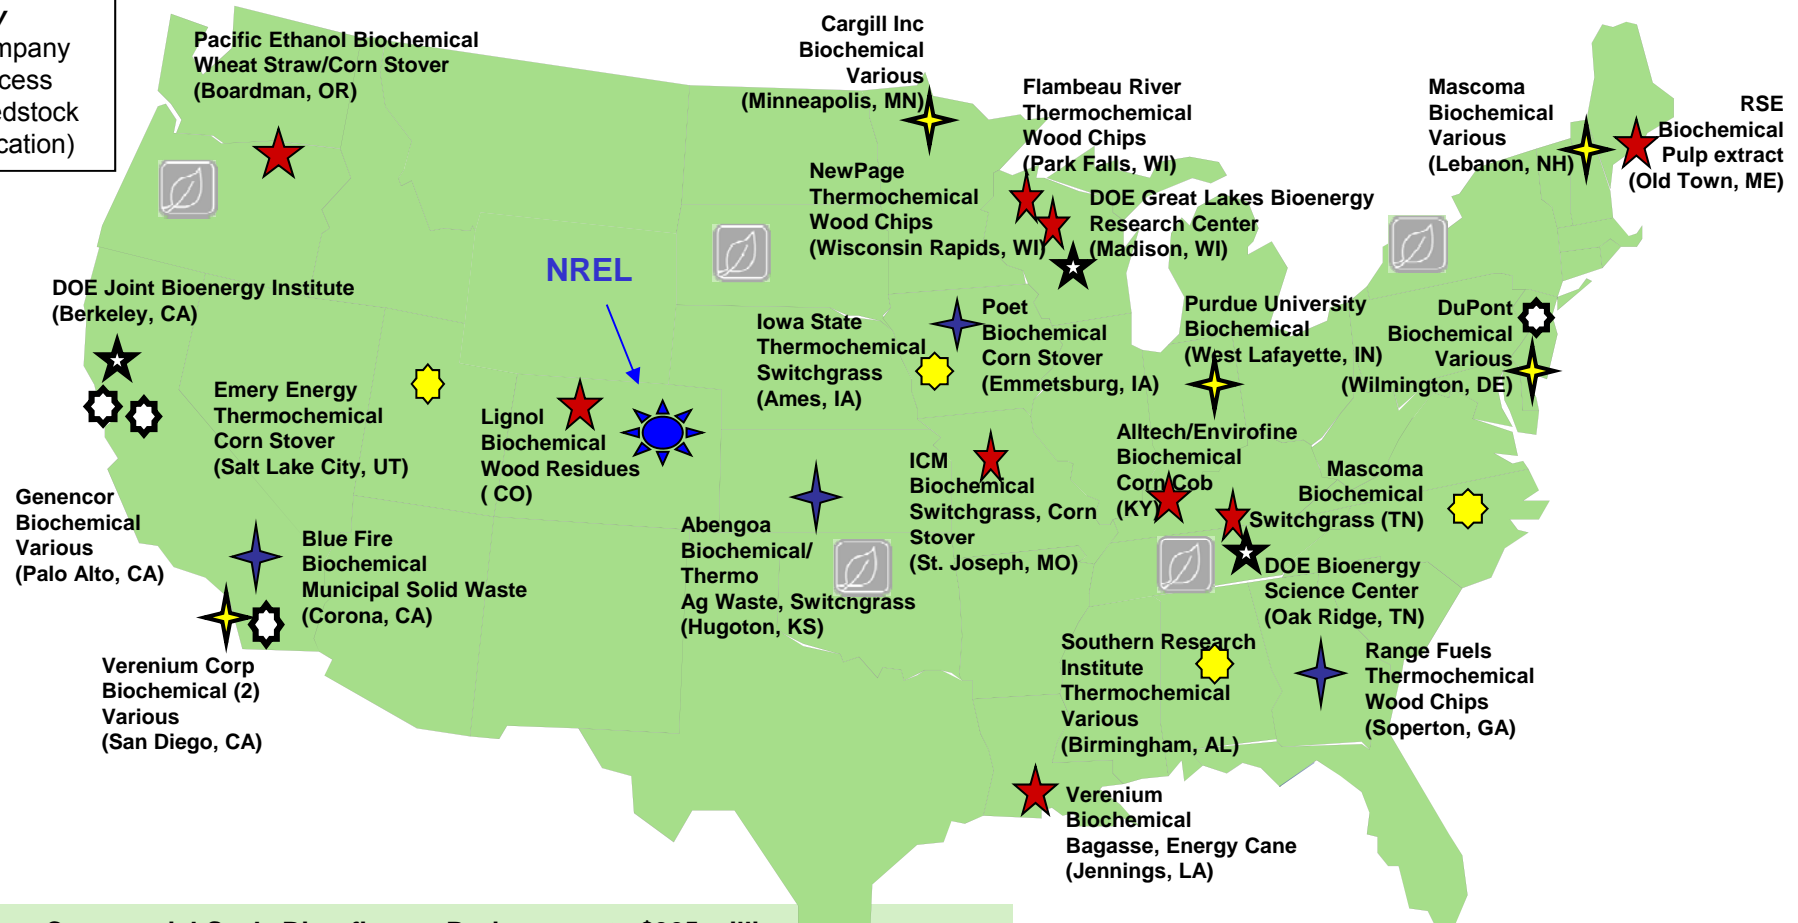 Pacific Ethanol Biochemical
Wheat Straw/Corn Stover
(Boardman, OR)
Cargill Inc
Biochemical
Various
(Minneapolis, MN)
Flambeau River
Thermochemical
Wood Chips
(Park Falls, WI)
Mascoma
Biochemical
Various
(Lebanon, NH)
RSE
Biochemical
Pulp extract
(Old Town, ME)
NewPage
Thermochemical
Wood Chips
(Wisconsin Rapids, WI)
DOE Great Lakes Bioenergy
Research Center
(Madison, WI)
NREL
DOE Joint Bioenergy Institute
(Berkeley, CA)
Iowa State
Thermochemical
Switchgrass
(Ames, IA)
Poet
Biochemical
Corn Stover
(Emmetsburg, IA)
Purdue University
Biochemical
(West Lafayette, IN)
DuPont
Biochemical
Various
(Wilmington, DE)
Emery Energy
Thermochemical
Corn Stover
(Salt Lake City, UT)
Lignol
Biochemical
Wood Residues
( CO)
ICM
Biochemical
Switchgrass, Corn
Stover
(St. Joseph, MO)
Alltech/Envirofine
Biochemical
Corn Cob
(KY)
Mascoma
Biochemical
Switchgrass (TN)
Genencor
Biochemical
Various
(Palo Alto, CA)
Blue Fire
Biochemical
Municipal Solid Waste
(Corona, CA)
Abengoa
Biochemical/
Thermo
Ag Waste, Switchgrass
(Hugoton, KS)
DOE Bioenergy
Science Center
(Oak Ridge, TN)
Verenium Corp
Biochemical (2)
Various
(San Diego, CA)
Southern Research
Institute
Thermochemical
Various
(Birmingham, AL)
Range Fuels
Thermochemical
Wood Chips
(Soperton, GA)
Verenium
Biochemical
Bagasse, Energy Cane
(Jennings, LA)